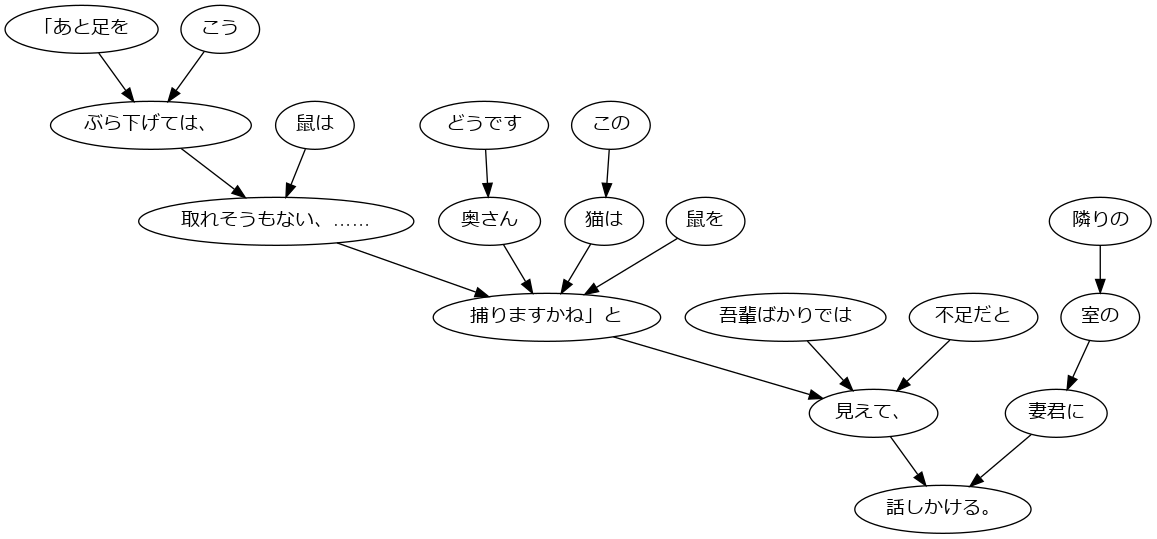 「あと足を
こう
ぶら下げては、
鼠は
どうです
この
取れそうもない、……
奥さん
猫は
鼠を
隣りの
捕りますかね」と
吾輩ばかりでは
不足だと
室の
見えて、
妻君に
話しかける。